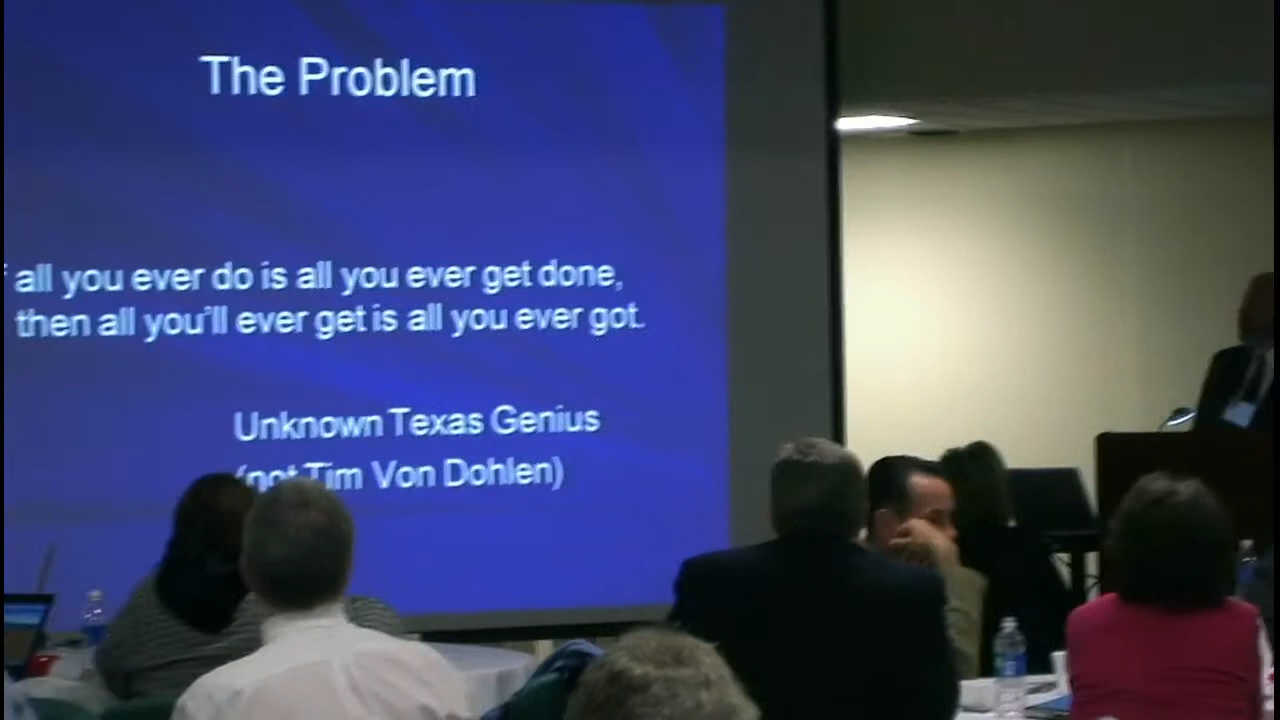 The Problem
all you ever do is all you ever get done,
then all you'll ever get is all you ever got.
Unknown Texas Genius
(not Tim Von Dohlen)